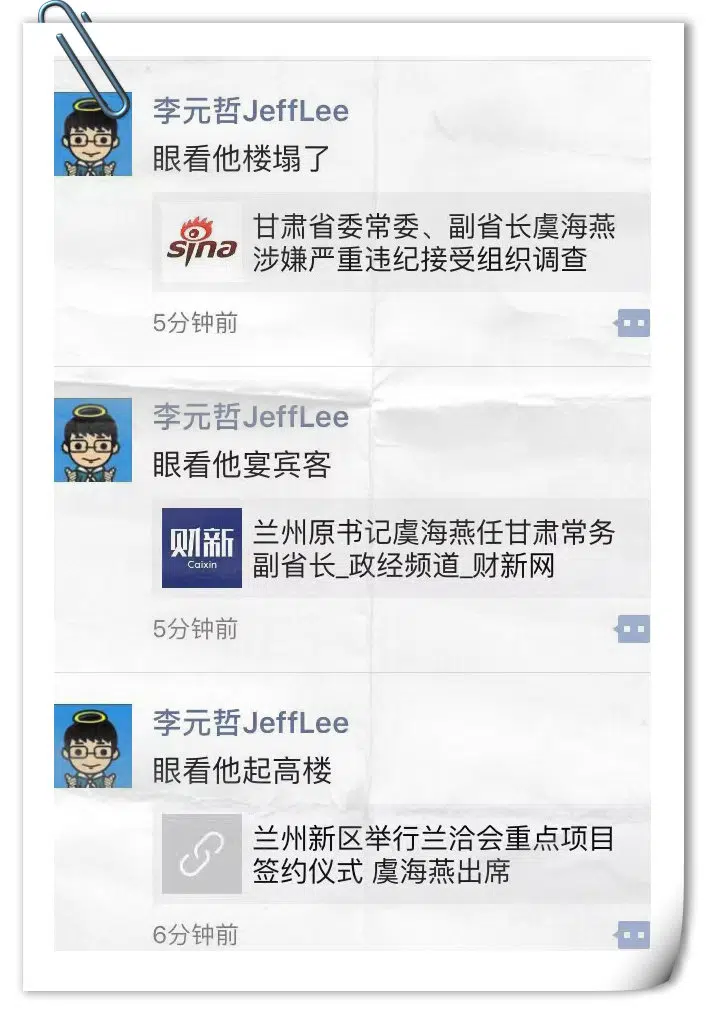 李元哲JeffLee
眼看他楼塌了
sina
甘肃省委常委、副省长虞海燕
涉嫌严重违纪接受组织调查
5分钟前
李元哲JeffLee
眼看他宴宾客
财新
Caixin
兰州原书记虞海燕任甘肃常务
副省长_政经频道_财新网
5分钟前
李元哲JeffLee
眼看他起高楼
兰州新区举行兰洽会重点项目
签约仪式 虞海燕出席
6分钟前